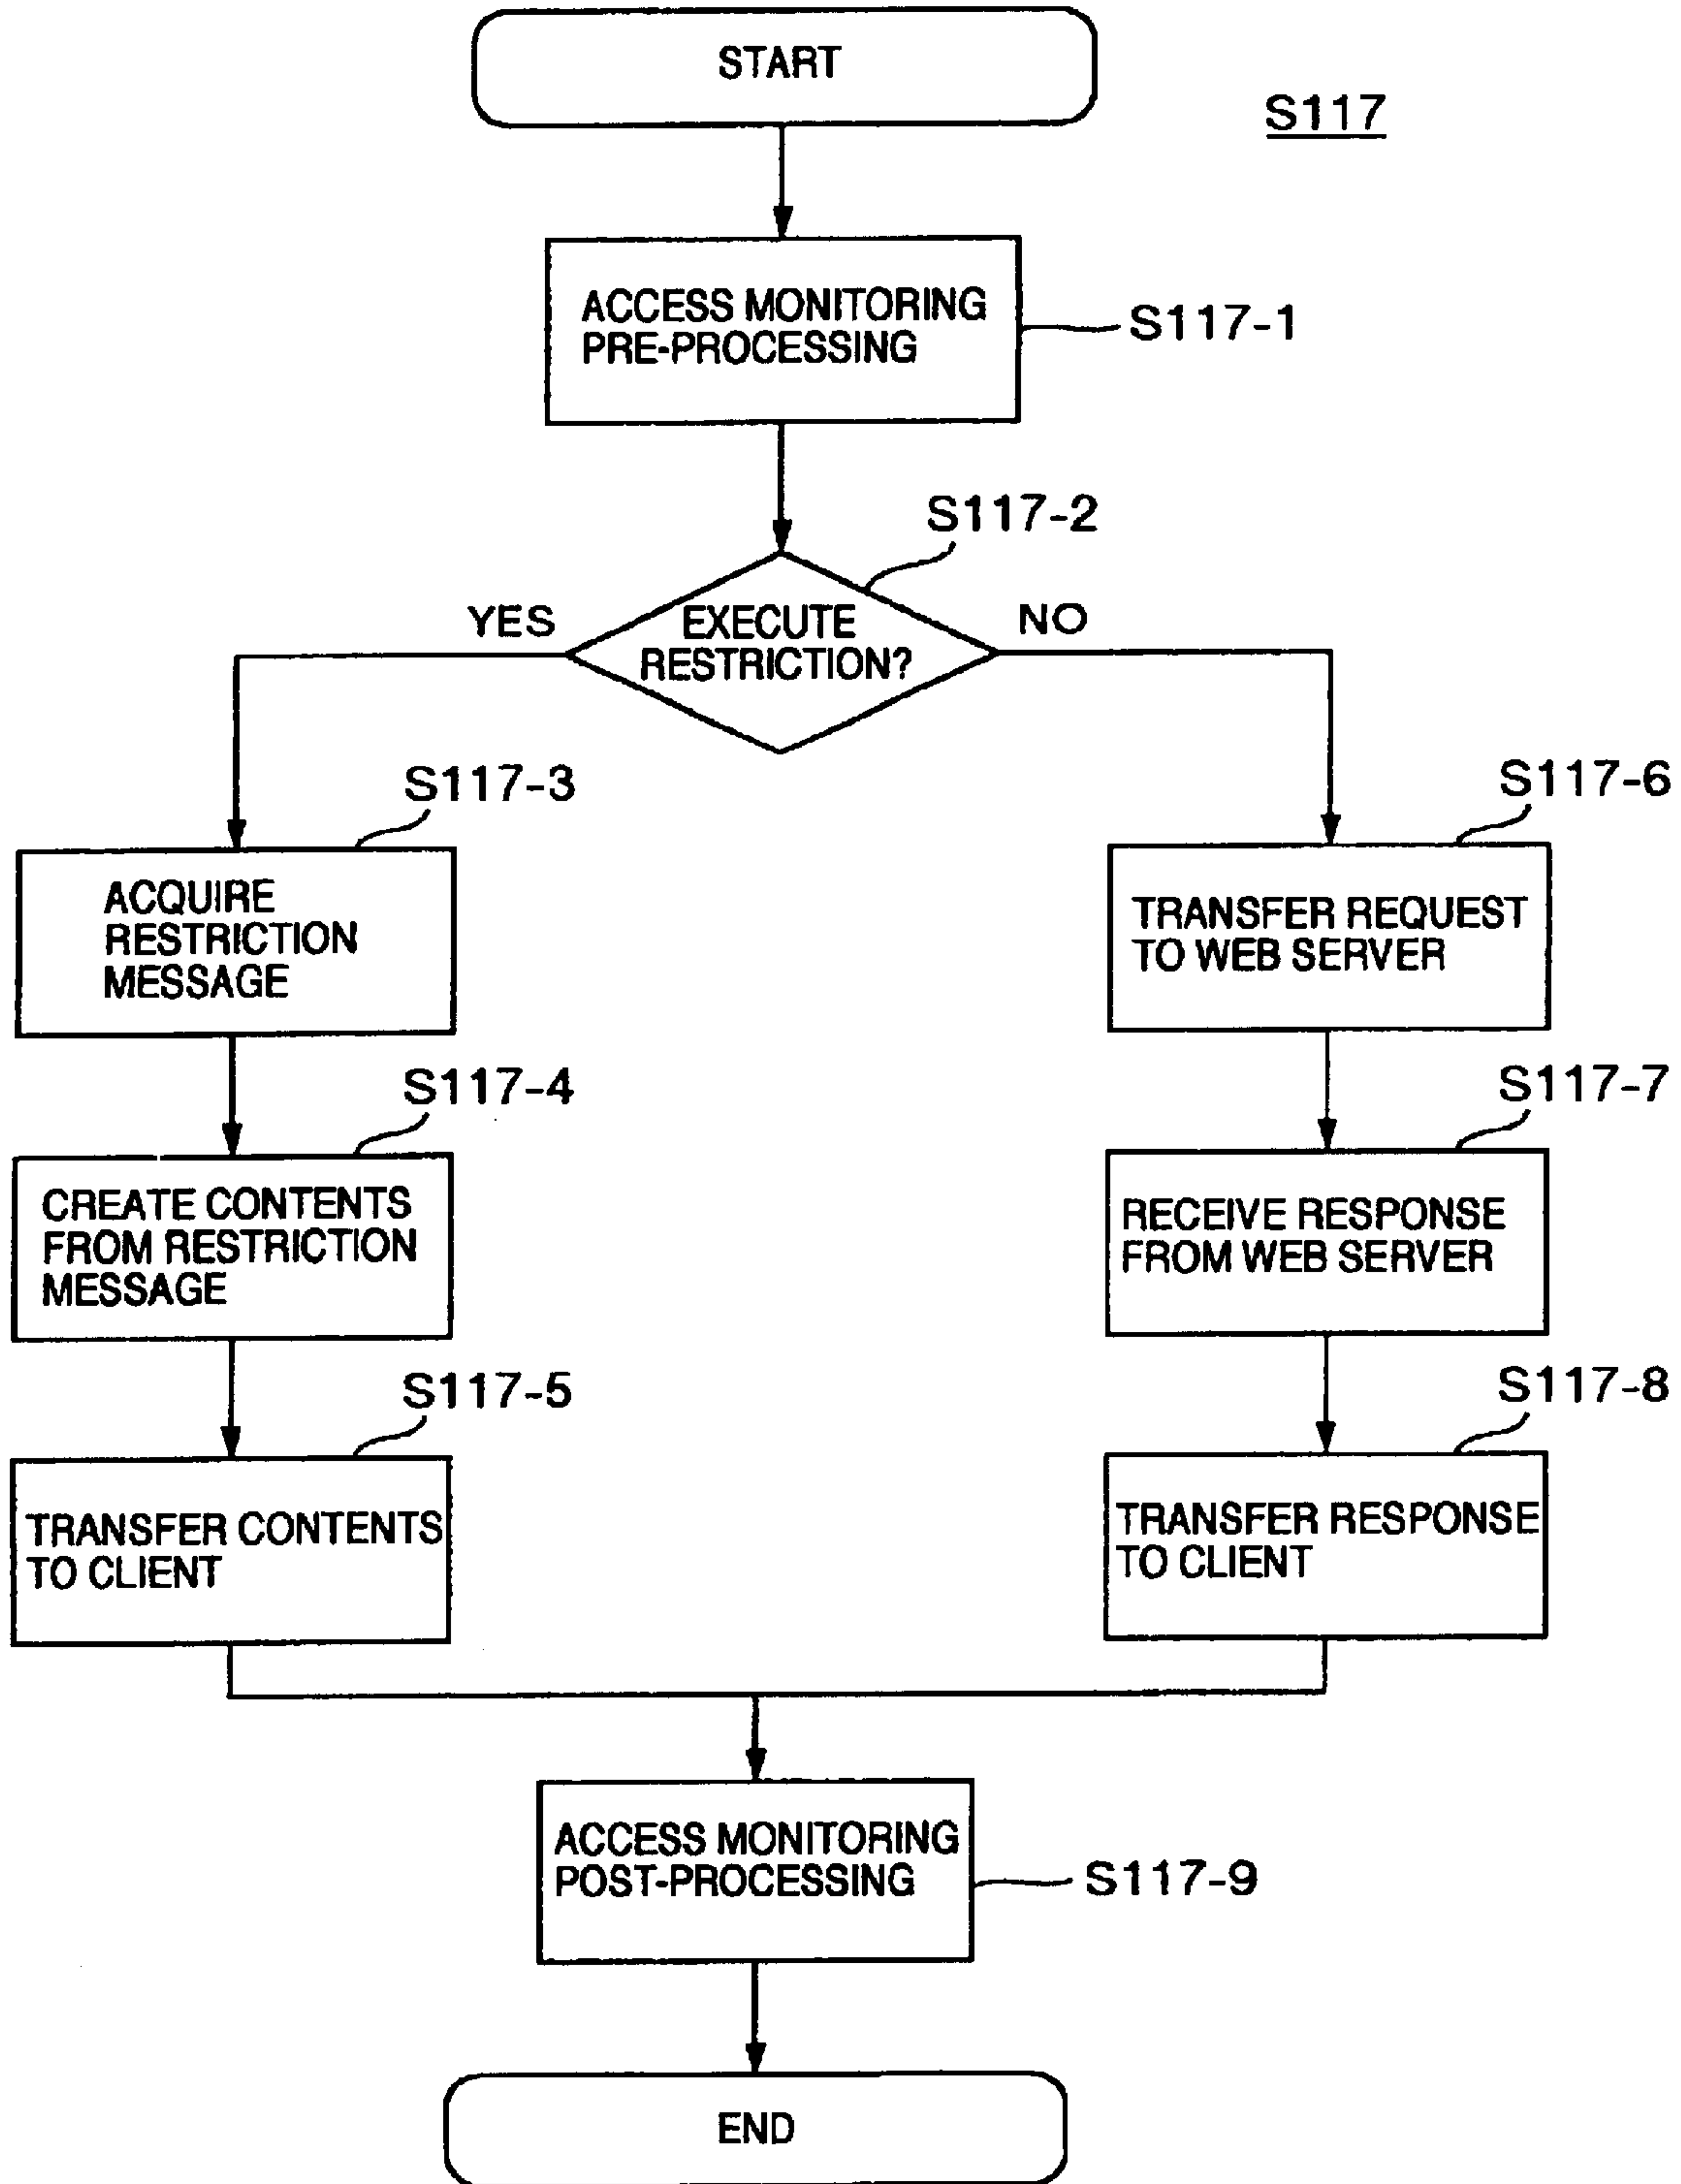 START
S117
ACCESS MONITORING
PRE-PROCESSING
S117-1
S117-2
YES
EXECUTE
RESTRICTION?
NO
S117-3
ACQUIRE
RESTRICTION
MESSAGE
S117-4
CREATE CONTENTS
FROM RESTRICTION
MESSAGE
S117-5
TRANSFER CONTENTS
TO CLIENT
S117-6
TRANSFER REQUEST
TO WEB SERVER
S117-7
RECEIVE RESPONSE
FROM WEB SERVER
S117-8
TRANSFER RESPONSE
TO CLIENT
ACCESS MONITORING
POST-PROCESSING
S117-9
END